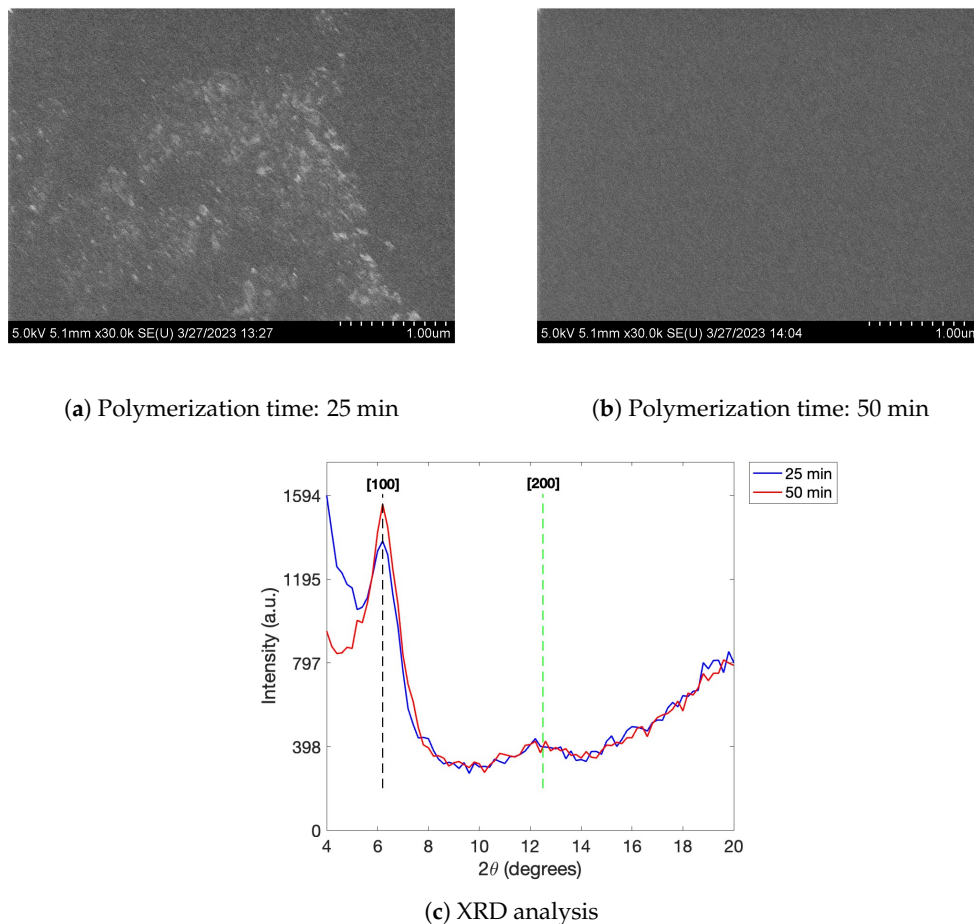 5.0kV 5.1mm x30.0k SE(U) 3/27/2023 13:27 1.00um
5.0kV 5.1mm x30.0k SE(U) 3/27/2023 14:04 1.00um
(a) Polymerization time: 25 min
(b) Polymerization time: 50 min
[100]
[200]
25 min
50 min
1594
1195
797
398
0
Intensity (a.u.)
4 6 8 10 12 14 16 18 20
2θ (degrees)
(c) XRD analysis